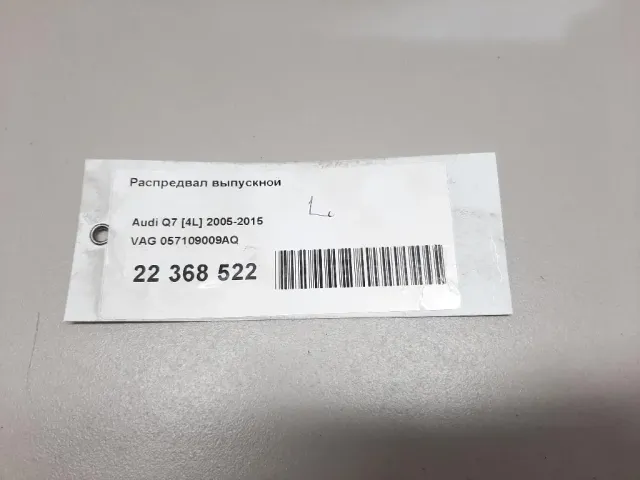 Распредвал выпускной
L
Audi Q7 [4L] 2005-2015
VAG 057109009AQ
22 368 522